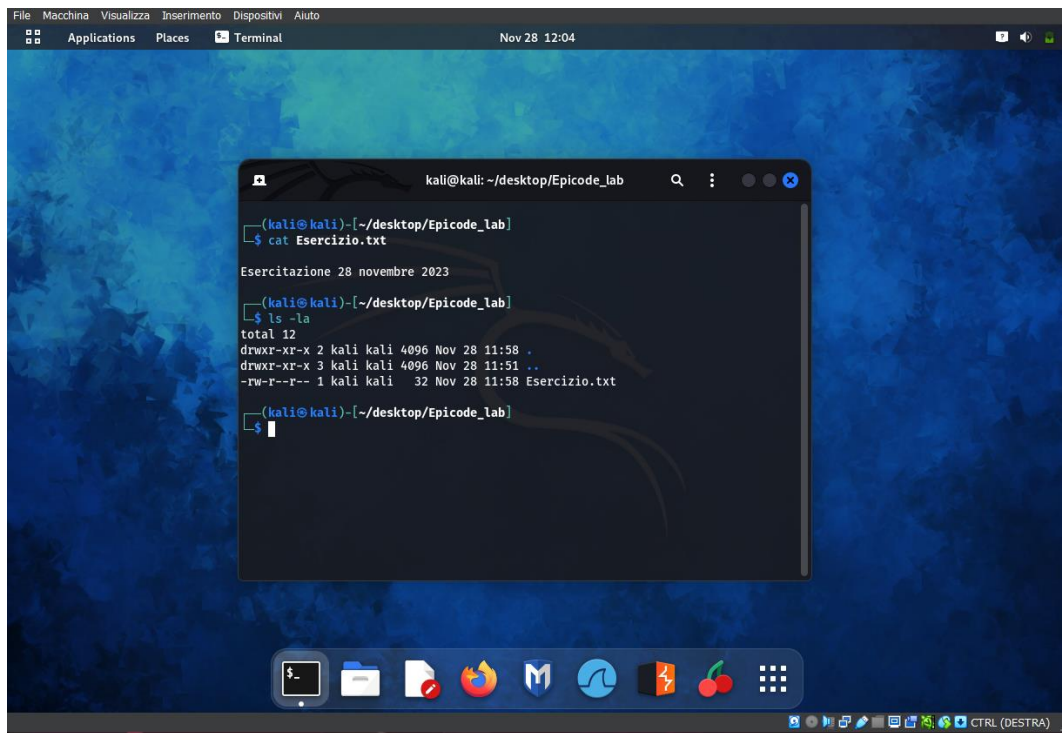 File Macchina Visualizza Inserimento Dispositivi Aiuto
Applications Places Terminal Nov 28 12:04
kali@kali: ~/desktop/Epicode_lab
┌──(kali㉿kali)-[~/desktop/Epicode_lab]
└─$ cat Esercizio.txt
Esercitazione 28 novembre 2023
┌──(kali㉿kali)-[~/desktop/Epicode_lab]
└─$ ls -la
total 12
drwxr-xr-x 2 kali kali 4096 Nov 28 11:58 .
drwxr-xr-x 3 kali kali 4096 Nov 28 11:51 ..
-rw-r--r-- 1 kali kali   32 Nov 28 11:58 Esercizio.txt
┌──(kali㉿kali)-[~/desktop/Epicode_lab]
└─$
$_
CTRL (DESTRA)